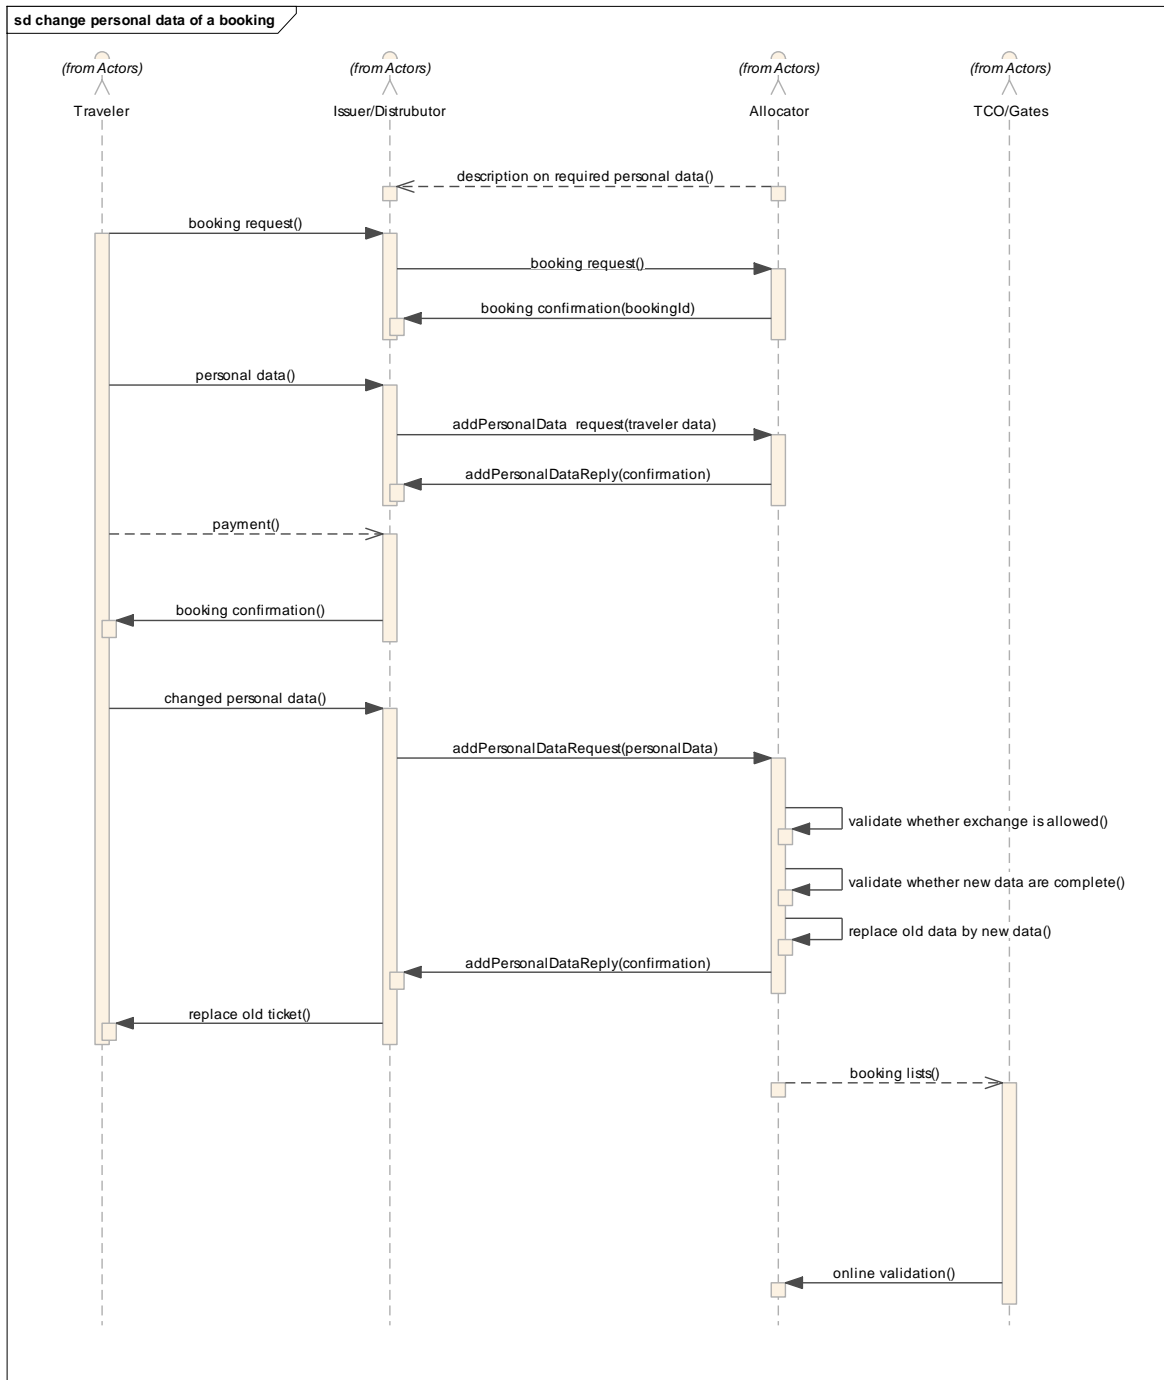 sd change personal data of a booking
(from Actors)
(from Actors)
(from Actors)
(from Actors)
Traveler
Issuer/Distrubutor
Allocator
TCO/Gates
description on required personal data()
booking request()
booking request()
booking confirmation(bookingId)
personal data()
addPersonalData_request(traveler data)
addPersonalDataReply(confirmation)
payment()
booking confirmation()
changed personal data()
addPersonalDataRequest(personalData)
validate whether exchange is allowed()
validate whether new data are complete()
replace old data by new data()
addPersonalDataReply(confirmation)
replace old ticket()
booking lists()
online validation()